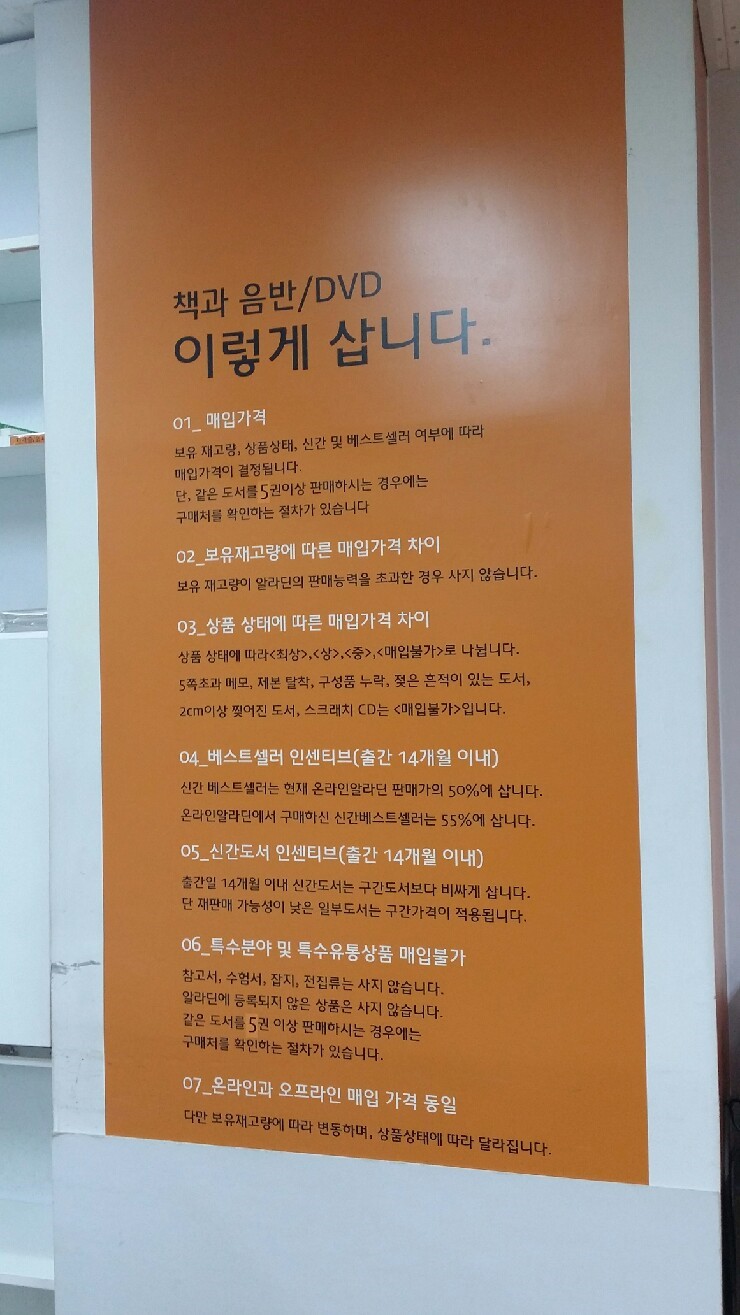 책과 음반/DVD
이렇게 삽니다.
01_ 매입가격
보유 재고량, 상품상태, 신간 및 베스트셀러 여부에 따라
매입가격이 결정됩니다.
단, 같은 도서를 5권이상 판매하시는 경우에는
구매처를 확인하는 절차가 있습니다
02_보유재고량에 따른 매입가격 차이
보유 재고량이 알라딘의 판매능력을 초과한 경우 사지 않습니다.
03_상품 상태에 따른 매입가격 차이
상품 상태에 따라<최상>,<상>,<중>,<매입불가>로 나뉩니다.
5쪽초과 메모, 제본 탈착, 구성품 누락, 젖은 흔적이 있는 도서,
2cm이상 찢어진 도서, 스크래치 CD는 <매입불가>입니다.
04_베스트셀러 인센티브(출간 14개월 이내)
신간 베스트셀러는 현재 온라인알라딘 판매가의 50%에 삽니다.
온라인알라딘에서 구매하신 신간베스트셀러는 55%에 삽니다.
05_신간도서 인센티브(출간 14개월 이내)
출간일 14개월 이내 신간도서는 구간도서보다 비싸게 삽니다.
단 재판매 가능성이 낮은 일부도서는 구간가격이 적용됩니다.
06_특수분야 및 특수유통상품 매입불가
참고서, 수험서, 잡지, 전집류는 사지 않습니다.
알라딘에 등록되지 않은 상품은 사지 않습니다.
같은 도서를 5권 이상 판매하시는 경우에는
구매처를 확인하는 절차가 있습니다.
07_온라인과 오프라인 매입 가격 동일
다만 보유재고량에 따라 변동하며, 상품상태에 따라 달라집니다.